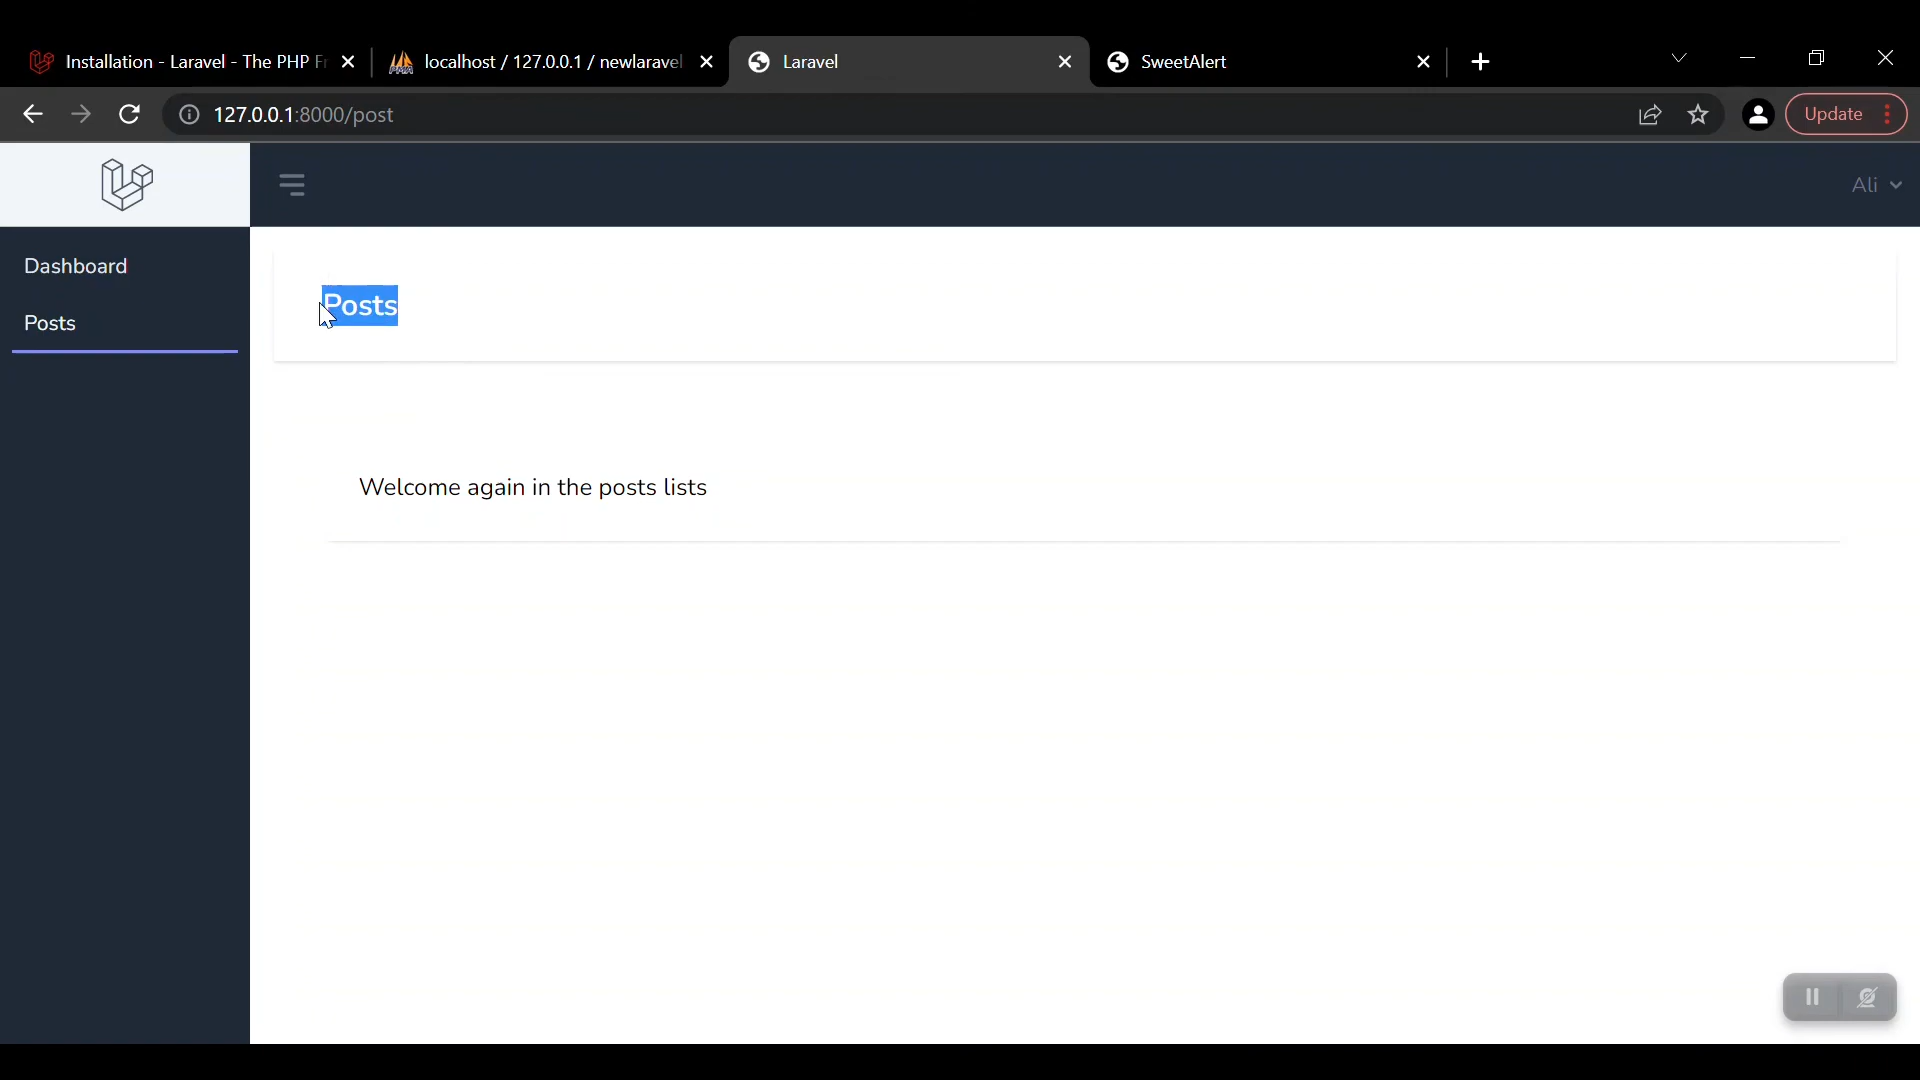 Installation - Laravel - The PHP Fr
localhost / 127.0.0.1 / newlaravel
Laravel
SweetAlert
127.0.0.1:8000/post
Update
Ali
Dashboard
Posts
Posts
Welcome again in the posts lists